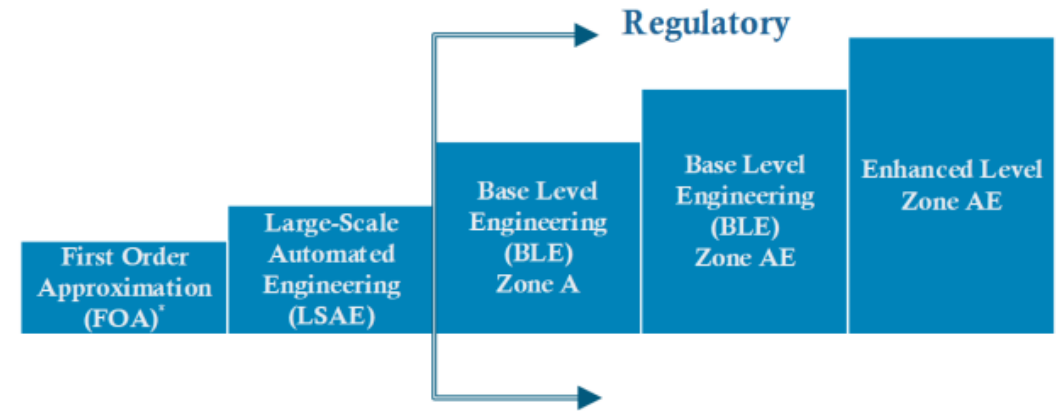 Regulatory
First Order
Approximation
(FOA)*
Large-Scale
Automated
Engineering
(LSAE)
Base Level
Engineering
(BLE)
Zone A
Base Level
Engineering
(BLE)
Zone AE
Enhanced Level
Zone AE